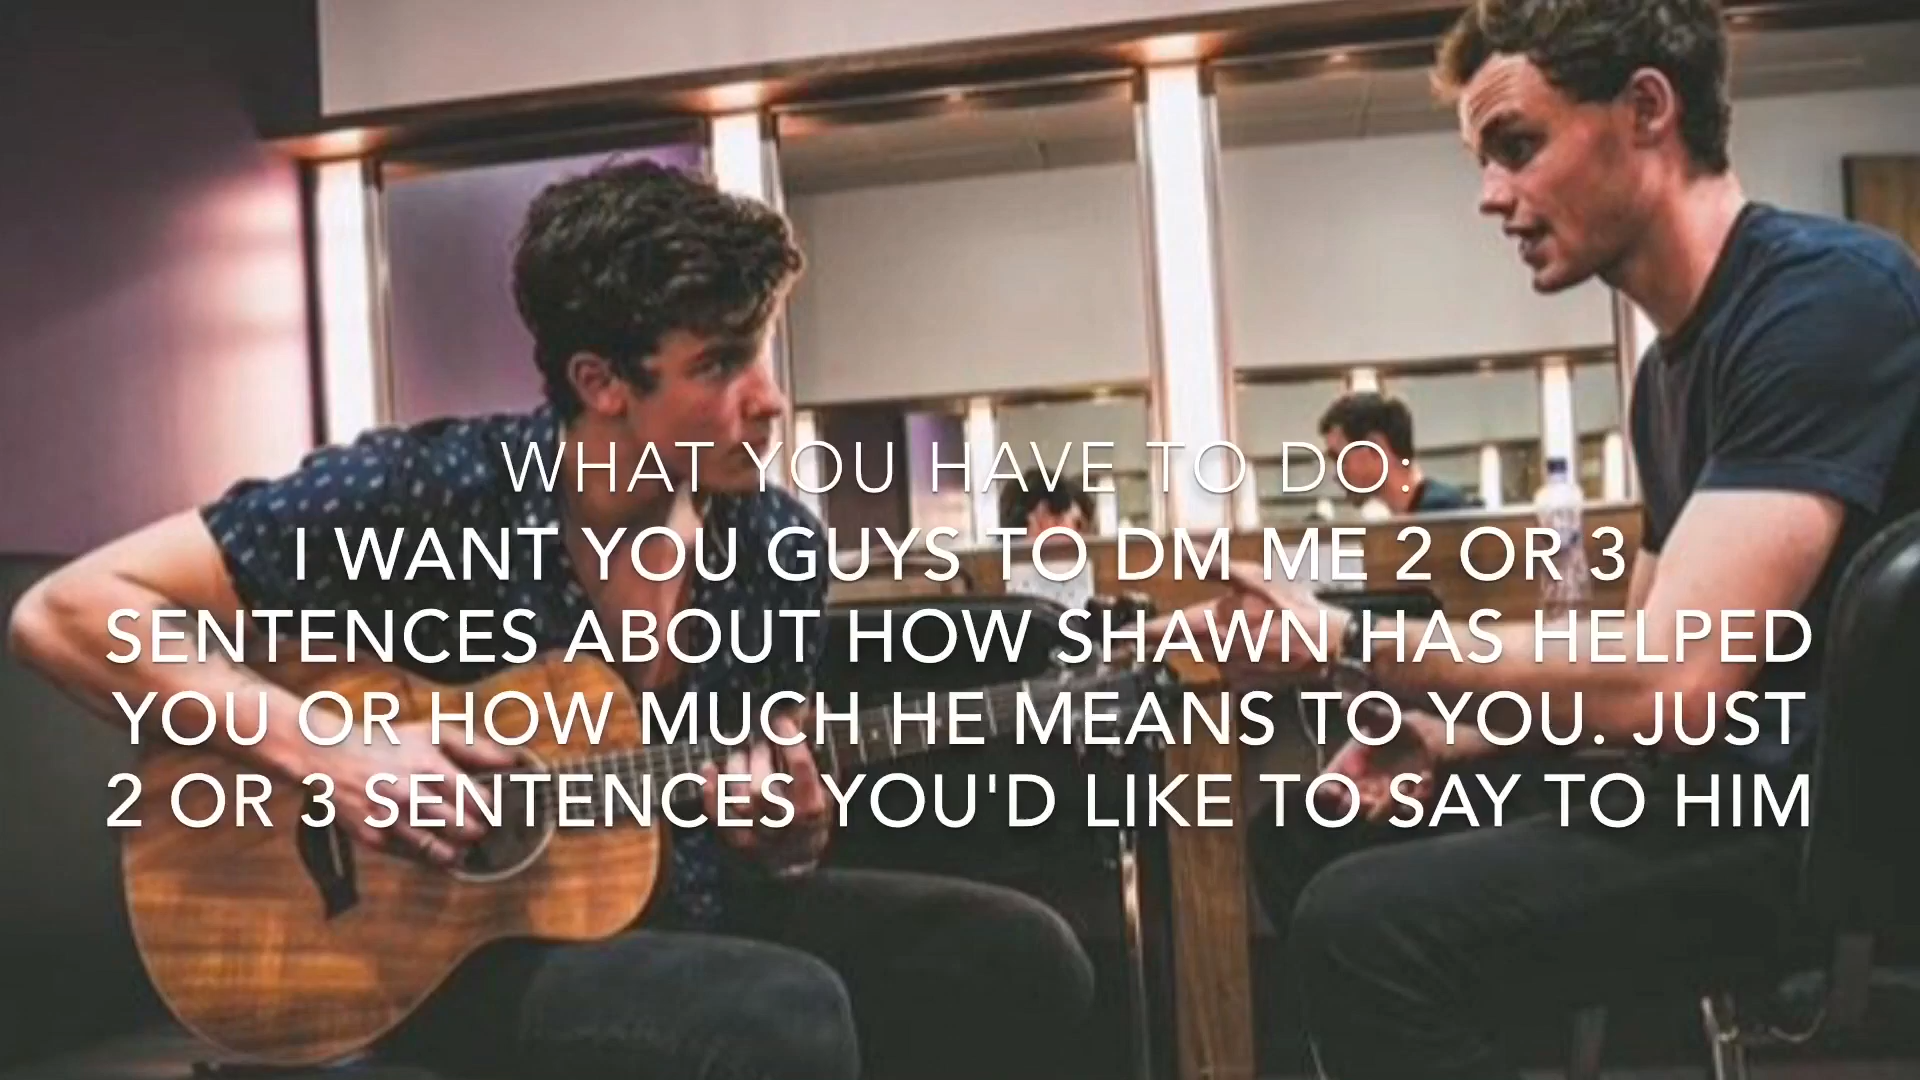 WHAT YOU HAVE TO DO:
I WANT YOU GUYS TO DM ME 2 OR 3
SENTENCES ABOUT HOW SHAWN HAS HELPED
YOU OR HOW MUCH HE MEANS TO YOU. JUST
2 OR 3 SENTENCES YOU'D LIKE TO SAY TO HIM